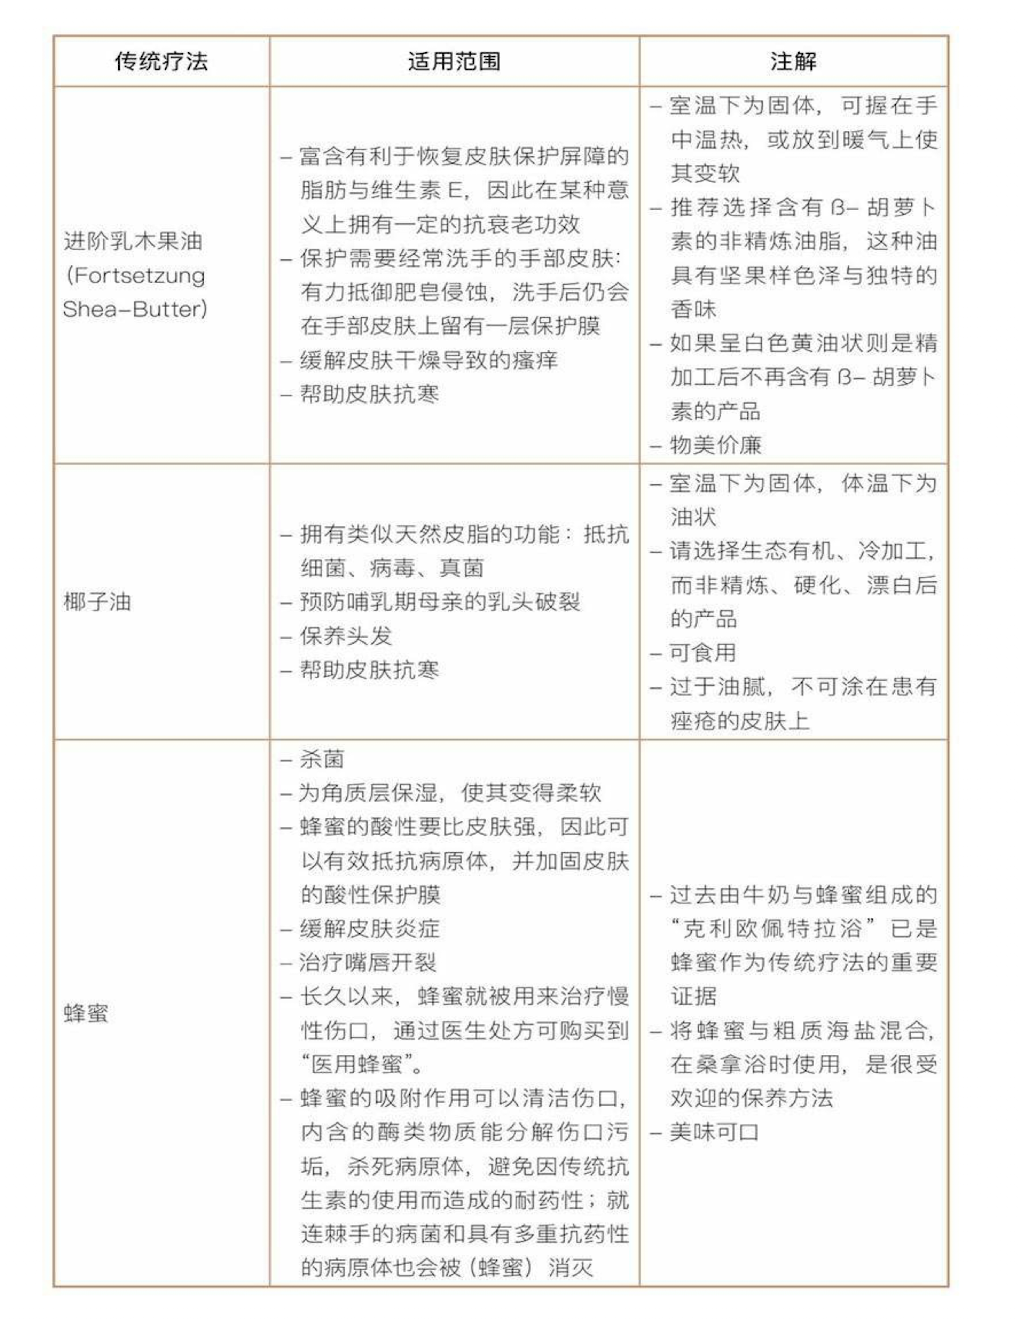 传统疗法
适用范围
注解
进阶乳木果油
(Fortsetzung
Shea-Butter)
– 富含有利于恢复皮肤保护屏障的
脂肪与维生素 E，因此在某种意
义上拥有一定的抗衰老功效
– 保护需要经常洗手的手部皮肤：
有力抵御肥皂侵蚀，洗手后仍会
在手部皮肤上留有一层保护膜
– 缓解皮肤干燥导致的瘙痒
– 帮助皮肤抗寒
– 室温下为固体，可握在手
中温热，或放到暖气上使
其变软
– 推荐选择含有 ß– 胡萝卜
素的非精炼油脂，这种油
具有坚果样色泽与独特的
香味
– 如果呈白色黄油状则是精
加工后不再含有 ß– 胡萝卜
素的产品
– 物美价廉
椰子油
– 拥有类似天然皮脂的功能：抵抗
细菌、病毒、真菌
– 预防哺乳期母亲的乳头破裂
– 保养头发
– 帮助皮肤抗寒
– 室温下为固体，体温下为
油状
– 请选择生态有机、冷加工，
而非精炼、硬化、漂白后
的产品
– 可食用
– 过于油腻，不可涂在患有
痤疮的皮肤上
蜂蜜
– 杀菌
– 为角质层保湿，使其变得柔软
– 蜂蜜的酸性要比皮肤强，因此可
以有效抵抗病原体，并加固皮肤
的酸性保护膜
– 缓解皮肤炎症
– 治疗嘴唇开裂
– 长久以来，蜂蜜就被用来治疗慢
性伤口，通过医生处方可购买到
“医用蜂蜜”。
– 蜂蜜的吸附作用可以清洁伤口，
内含的酶类物质能分解伤口污
垢，杀死病原体，避免因传统抗
生素的使用而造成的耐药性；就
连棘手的病菌和具有多重抗药性
的病原体也会被（蜂蜜）消灭
– 过去由牛奶与蜂蜜组成的
“克利欧佩特拉浴”已是
蜂蜜作为传统疗法的重要
证据
– 将蜂蜜与粗质海盐混合，
在桑拿浴时使用，是很受
欢迎的保养方法
– 美味可口